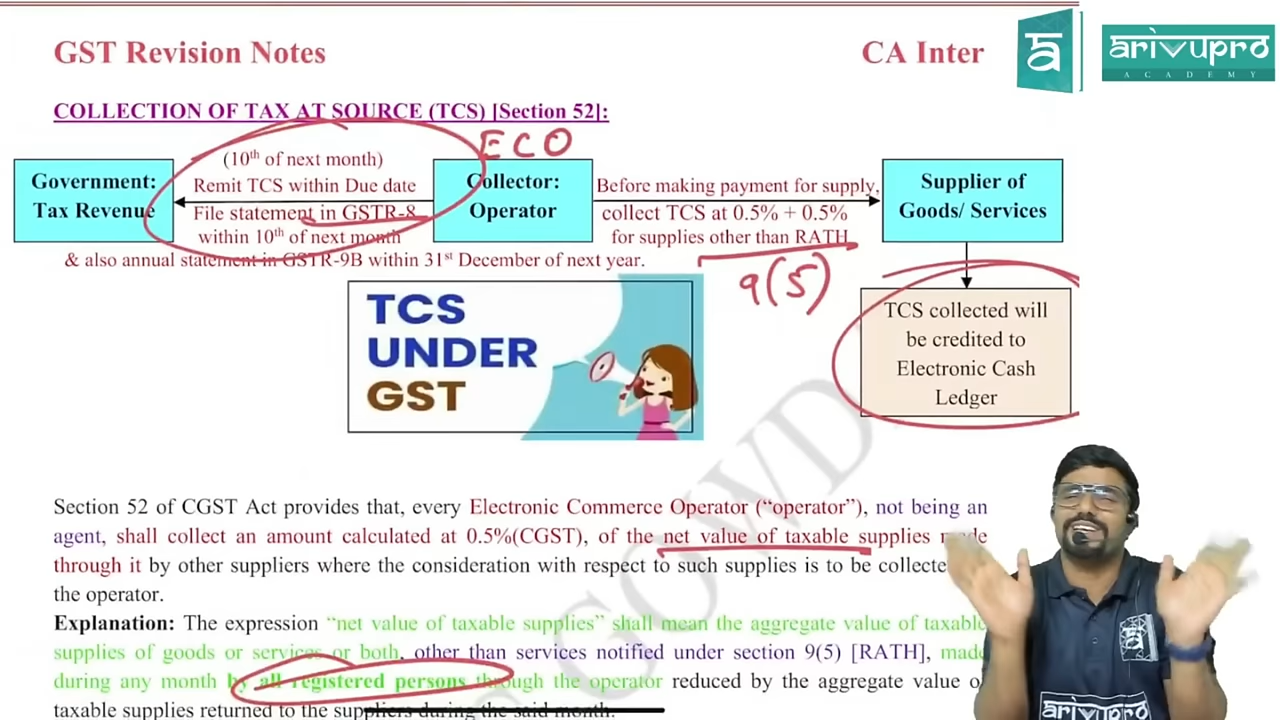 GST Revision Notes
CA Inter
arivupro
ACADEMY
COLLECTION OF TAX AT SOURCE (TCS) [Section 52]:
ECO
Government:
Tax Revenue
(10th of next month)
Remit TCS within Due date
File statement in GSTR-8
within 10th of next month
& also annual statement in GSTR-9B within 31st December of next year.
Collector:
Operator
Before making payment for supply,
collect TCS at 0.5% + 0.5%
for supplies other than RATH
9(5)
Supplier of
Goods/ Services
TCS collected will
be credited to
Electronic Cash
Ledger
TCS
UNDER
GST
GOWD
Section 52 of CGST Act provides that, every Electronic Commerce Operator (“operator”), not being an
agent, shall collect an amount calculated at 0.5%(CGST), of the net value of taxable supplies made
through it by other suppliers where the consideration with respect to such supplies is to be collected
the operator.
Explanation: The expression “net value of taxable supplies” shall mean the aggregate value of taxable
supplies of goods or services or both, other than services notified under section 9(5) [RATH], made
during any month by all registered persons through the operator reduced by the aggregate value of
taxable supplies returned to the suppliers during the said month.
arivupro
ACADEMY